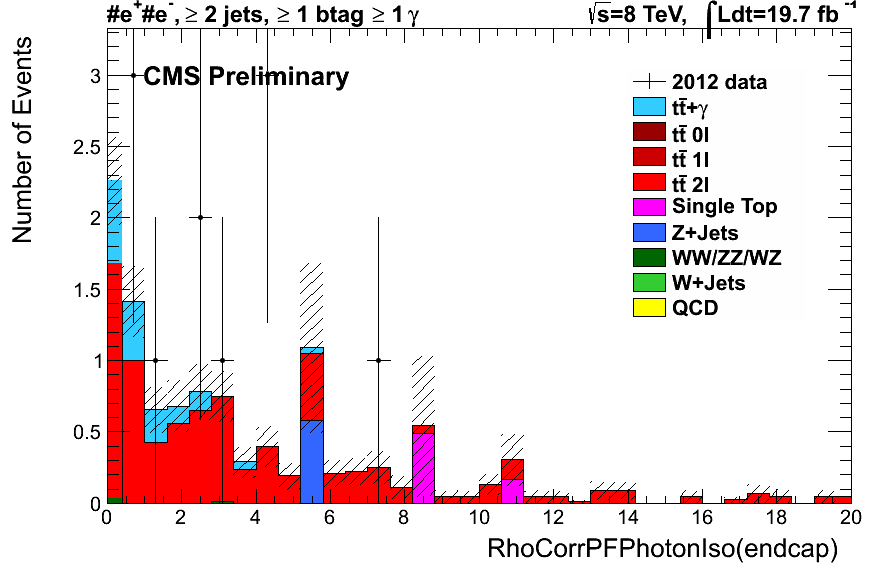 #e⁺#e⁻, ≥ 2 jets, ≥ 1 btag ≥ 1 γ
√s=8 TeV, ∫Ldt=19.7 fb⁻¹
CMS Preliminary
Number of Events
3
2.5
2
1.5
1
0.5
0
2012 data
tt̄+γ
tt̄ 0l
tt̄ 1l
tt̄ 2l
Single Top
Z+Jets
WW/ZZ/WZ
W+Jets
QCD
0 2 4 6 8 10 12 14 16 18 20
RhoCorrPFPhotonIso(endcap)